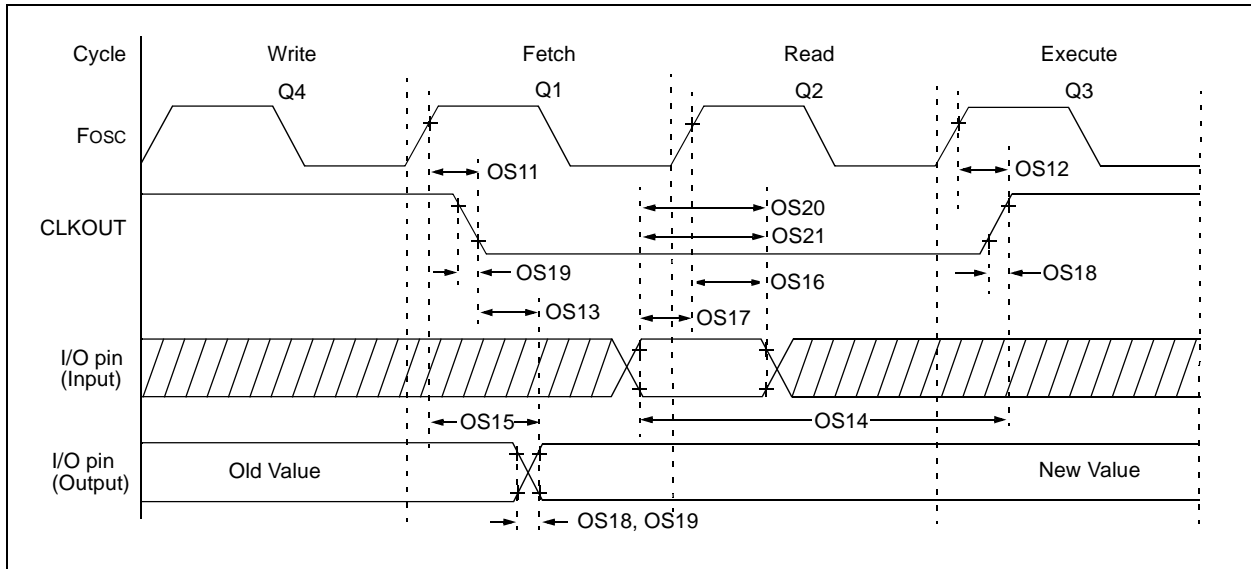 Cycle Write Fetch Read Execute
Q4 Q1 Q2 Q3
FOSC
OS11 OS12
OS20
CLKOUT
OS21
OS19 OS16 OS18
OS13 OS17
I/O pin
(Input)
OS15 OS14
I/O pin
(Output)
Old Value New Value
OS18, OS19